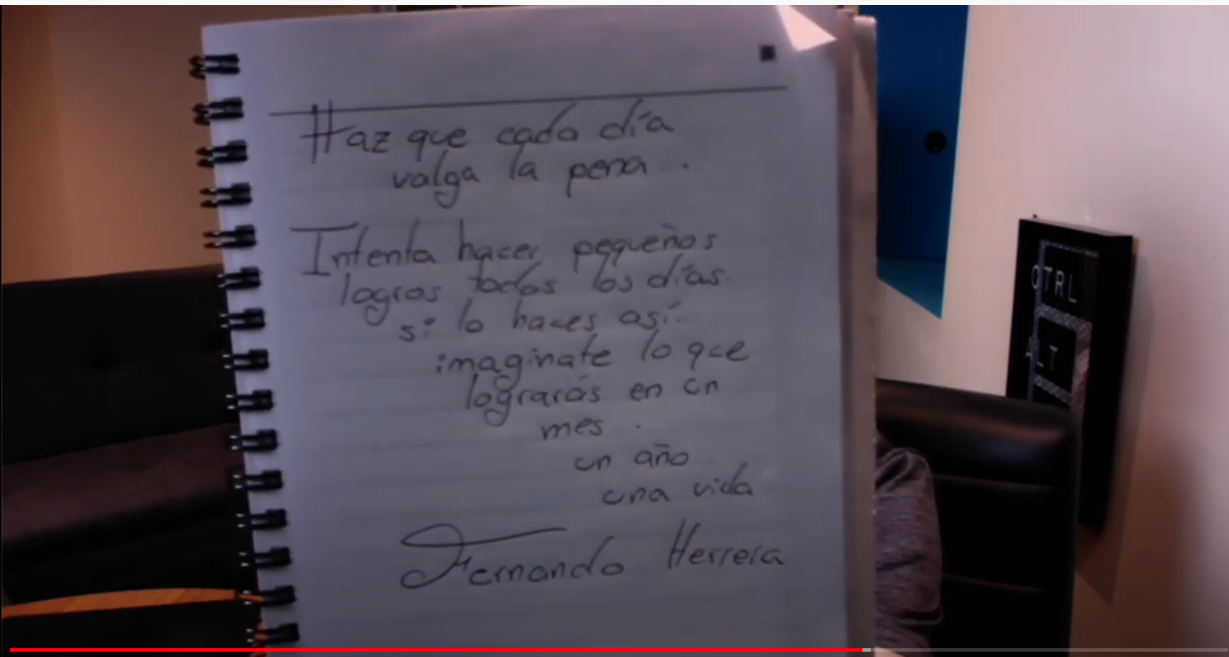 Haz que cada día
valga la pena.
Intenta hacer pequeños
logros todos los días.
si lo haces así...
imaginate lo que
lograrás en un
mes.
un año..
una vida
Fernando Herrera
CTRL
ALT